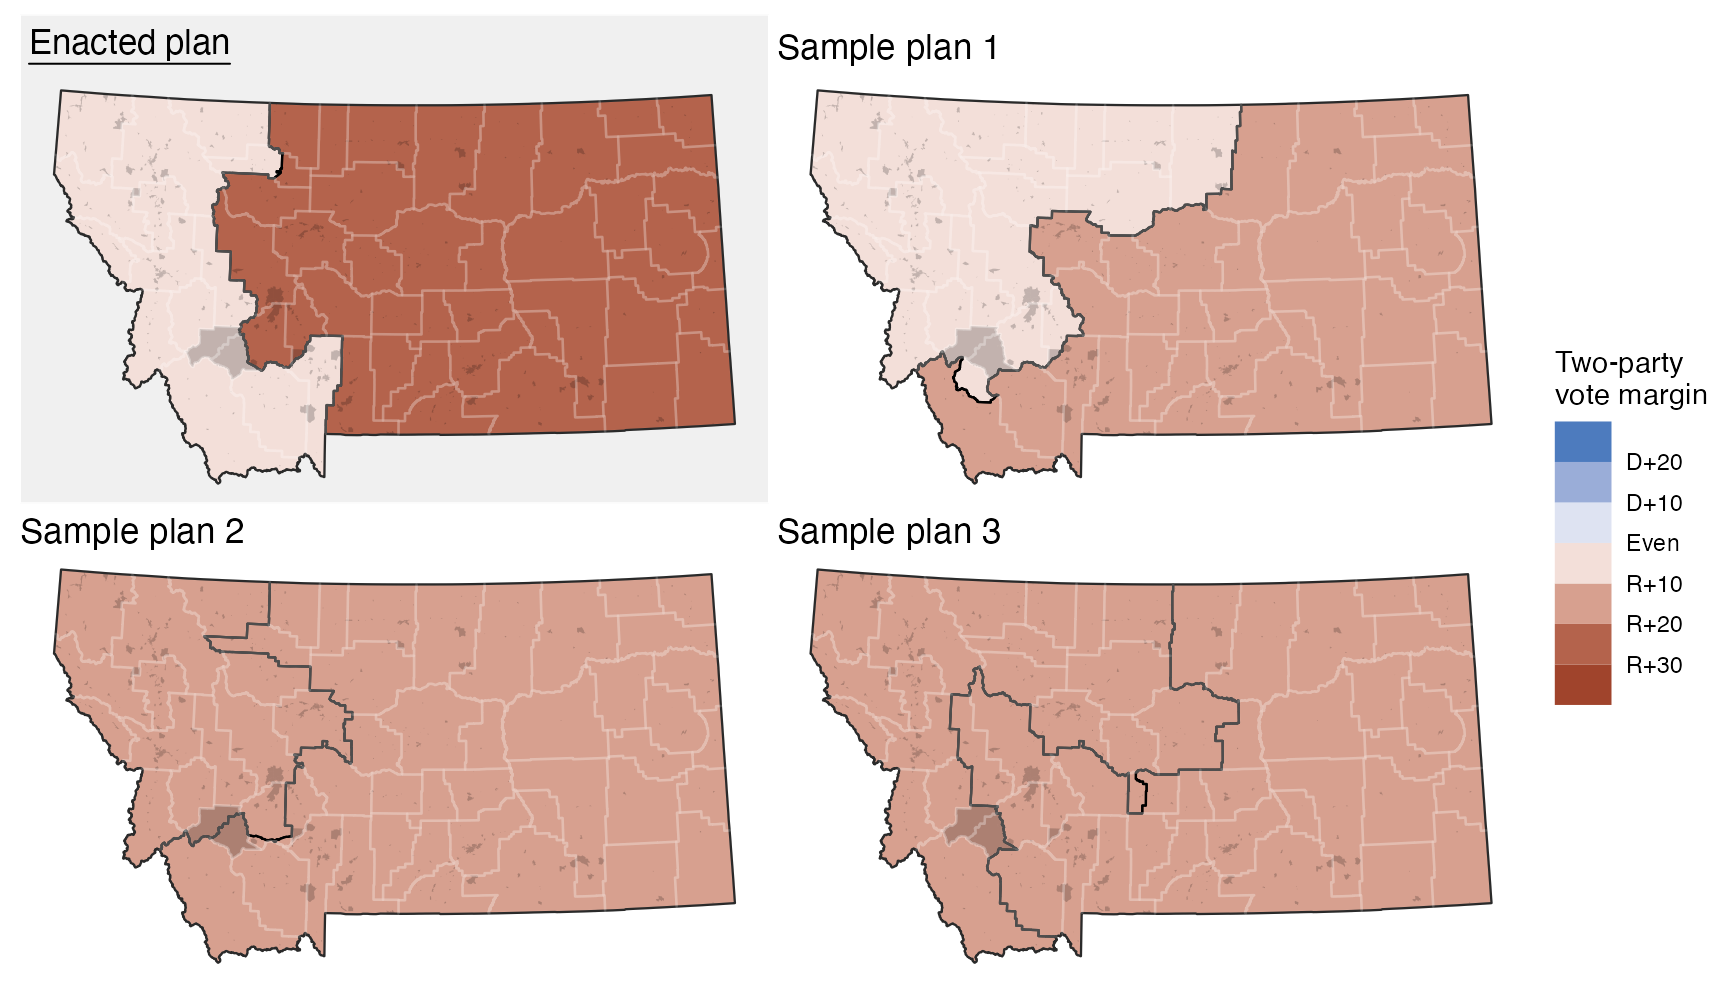 Enacted plan
Sample plan 1
Sample plan 2
Sample plan 3
Two-party
vote margin
D+20
D+10
Even
R+10
R+20
R+30